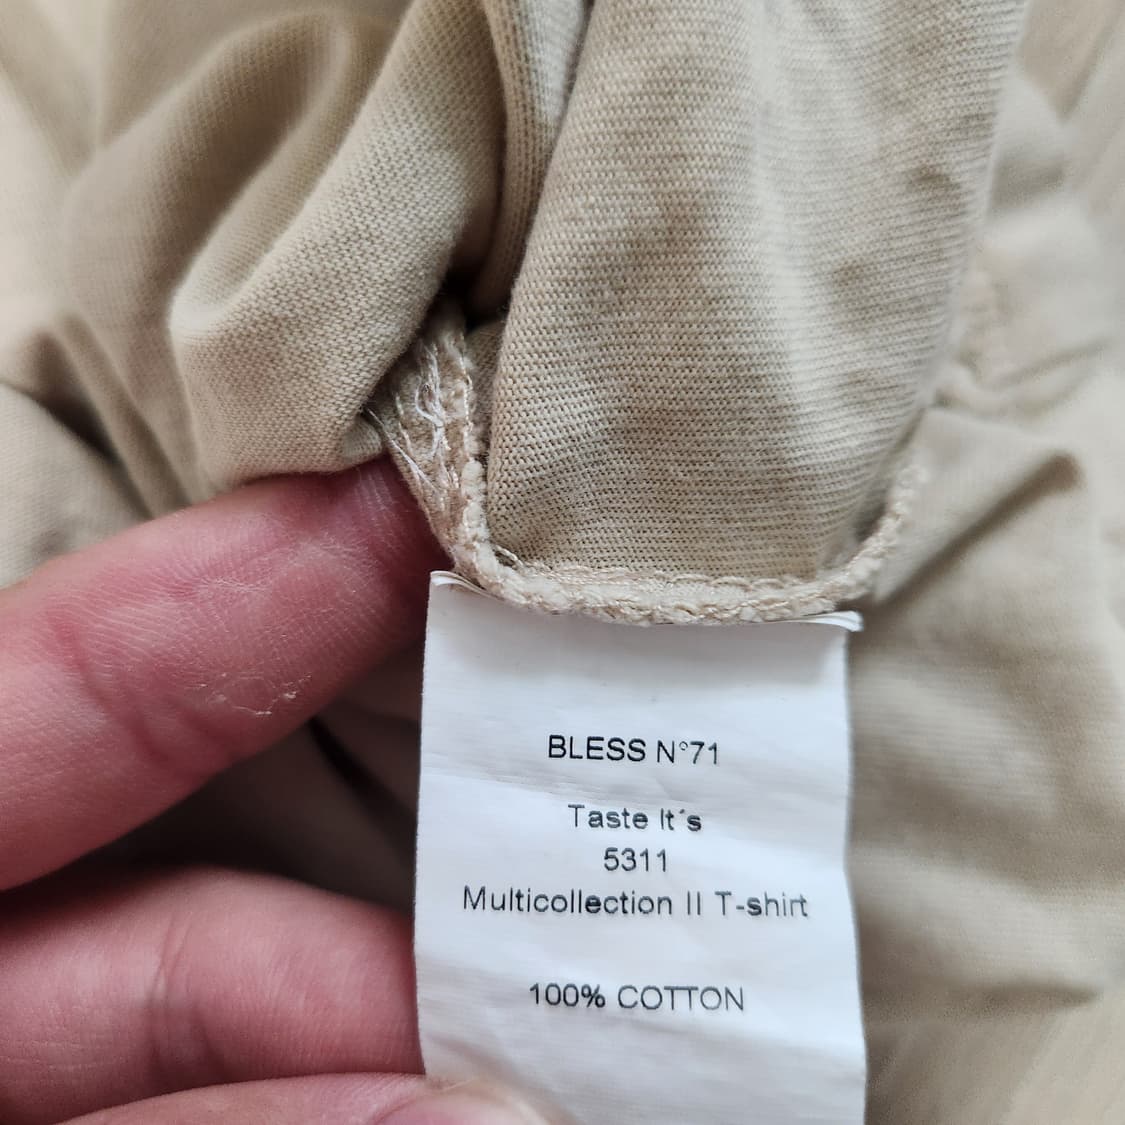 BLESS N°71
Taste It´s
5311
Multicollection II T-shirt
100% COTTON